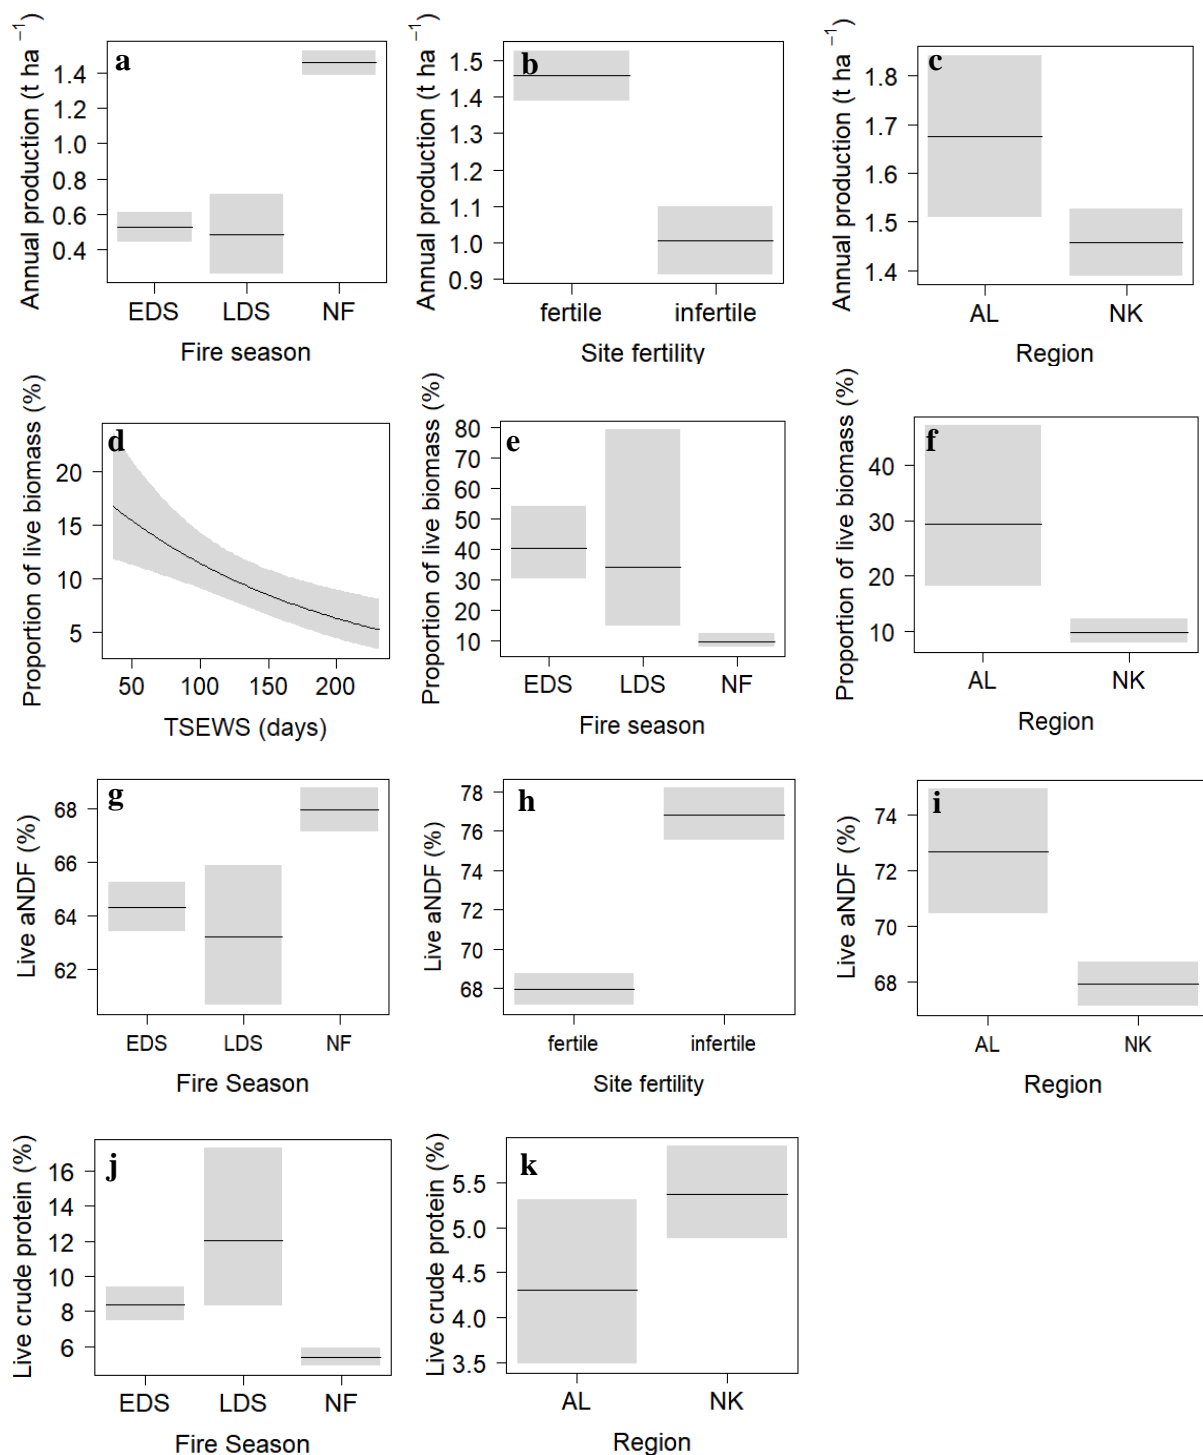 a
Annual production (t ha −1)
1.4
1.2
1.0
0.8
0.6
0.4
EDS LDS NF
Fire season
b
Annual production (t ha −1)
1.5
1.4
1.3
1.2
1.1
1.0
0.9
fertile infertile
Site fertility
c
Annual production (t ha −1)
1.8
1.7
1.6
1.5
1.4
AL NK
Region
d
Proportion of live biomass (%)
20
15
10
5
50 100 150 200
TSEWS (days)
e
Proportion of live biomass (%)
80
70
60
50
40
30
20
10
EDS LDS NF
Fire season
f
Proportion of live biomass (%)
40
30
20
10
AL NK
Region
g
Live aNDF (%)
68
66
64
62
EDS LDS NF
Fire Season
h
Live aNDF (%)
78
76
74
72
70
68
fertile infertile
Site fertility
i
Live aNDF (%)
74
72
70
68
AL NK
Region
j
Live crude protein (%)
16
14
12
10
8
6
EDS LDS NF
Fire Season
k
Live crude protein (%)
5.5
5.0
4.5
4.0
3.5
AL NK
Region